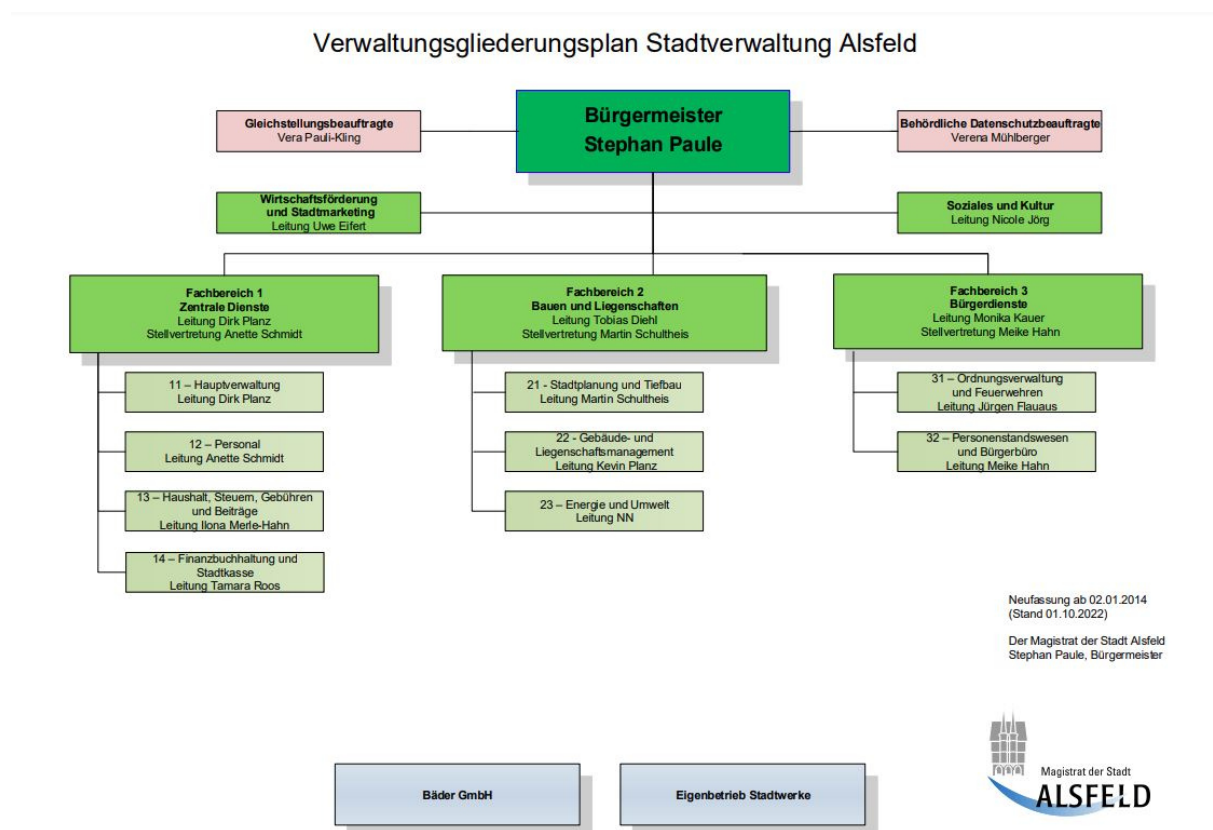 Verwaltungsgliederungsplan Stadtverwaltung Alsfeld
Bürgermeister
Stephan Paule
Gleichstellungsbeauftragte
Vera Pauli-Kling
Behördliche Datenschutzbeauftragte
Verena Mühlberger
Wirtschaftsförderung
und Stadtmarketing
Leitung Uwe Eifert
Soziales und Kultur
Leitung Nicole Jörg
Fachbereich 1
Zentrale Dienste
Leitung Dirk Planz
Stellvertretung Anette Schmidt
11 – Hauptverwaltung
Leitung Dirk Planz
12 – Personal
Leitung Anette Schmidt
13 – Haushalt, Steuern, Gebühren
und Beiträge
Leitung Ilona Merle-Hahn
14 – Finanzbuchhaltung und
Stadtkasse
Leitung Tamara Roos
Fachbereich 2
Bauen und Liegenschaften
Leitung Tobias Diehl
Stellvertretung Martin Schultheis
21 - Stadtplanung und Tiefbau
Leitung Martin Schultheis
22 - Gebäude- und
Liegenschaftsmanagement
Leitung Kevin Planz
23 – Energie und Umwelt
Leitung NN
Fachbereich 3
Bürgerdienste
Leitung Monika Kauer
Stellvertretung Meike Hahn
31 – Ordnungsverwaltung
und Feuerwehren
Leitung Jürgen Flauaus
32 – Personenstandswesen
und Bürgerbüro
Leitung Meike Hahn
Neufassung ab 02.01.2014
(Stand 01.10.2022)
Der Magistrat der Stadt Alsfeld
Stephan Paule, Bürgermeister
Bäder GmbH
Eigenbetrieb Stadtwerke
Magistrat der Stadt
ALSFELD